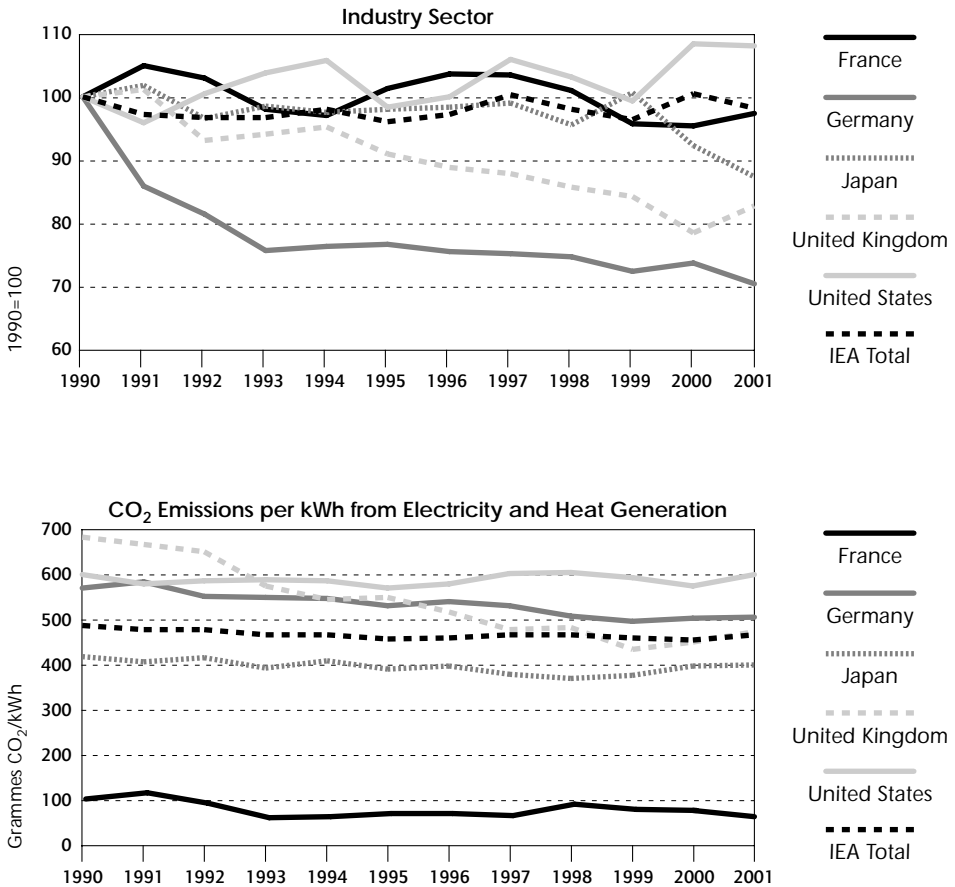 Industry Sector
110
100
90
80
70
60
1990=100
1990 1991 1992 1993 1994 1995 1996 1997 1998 1999 2000 2001
France
Germany
Japan
United Kingdom
United States
IEA Total
CO₂ Emissions per kWh from Electricity and Heat Generation
700
600
500
400
300
200
100
0
Grammes CO₂/kWh
1990 1991 1992 1993 1994 1995 1996 1997 1998 1999 2000 2001
France
Germany
Japan
United Kingdom
United States
IEA Total